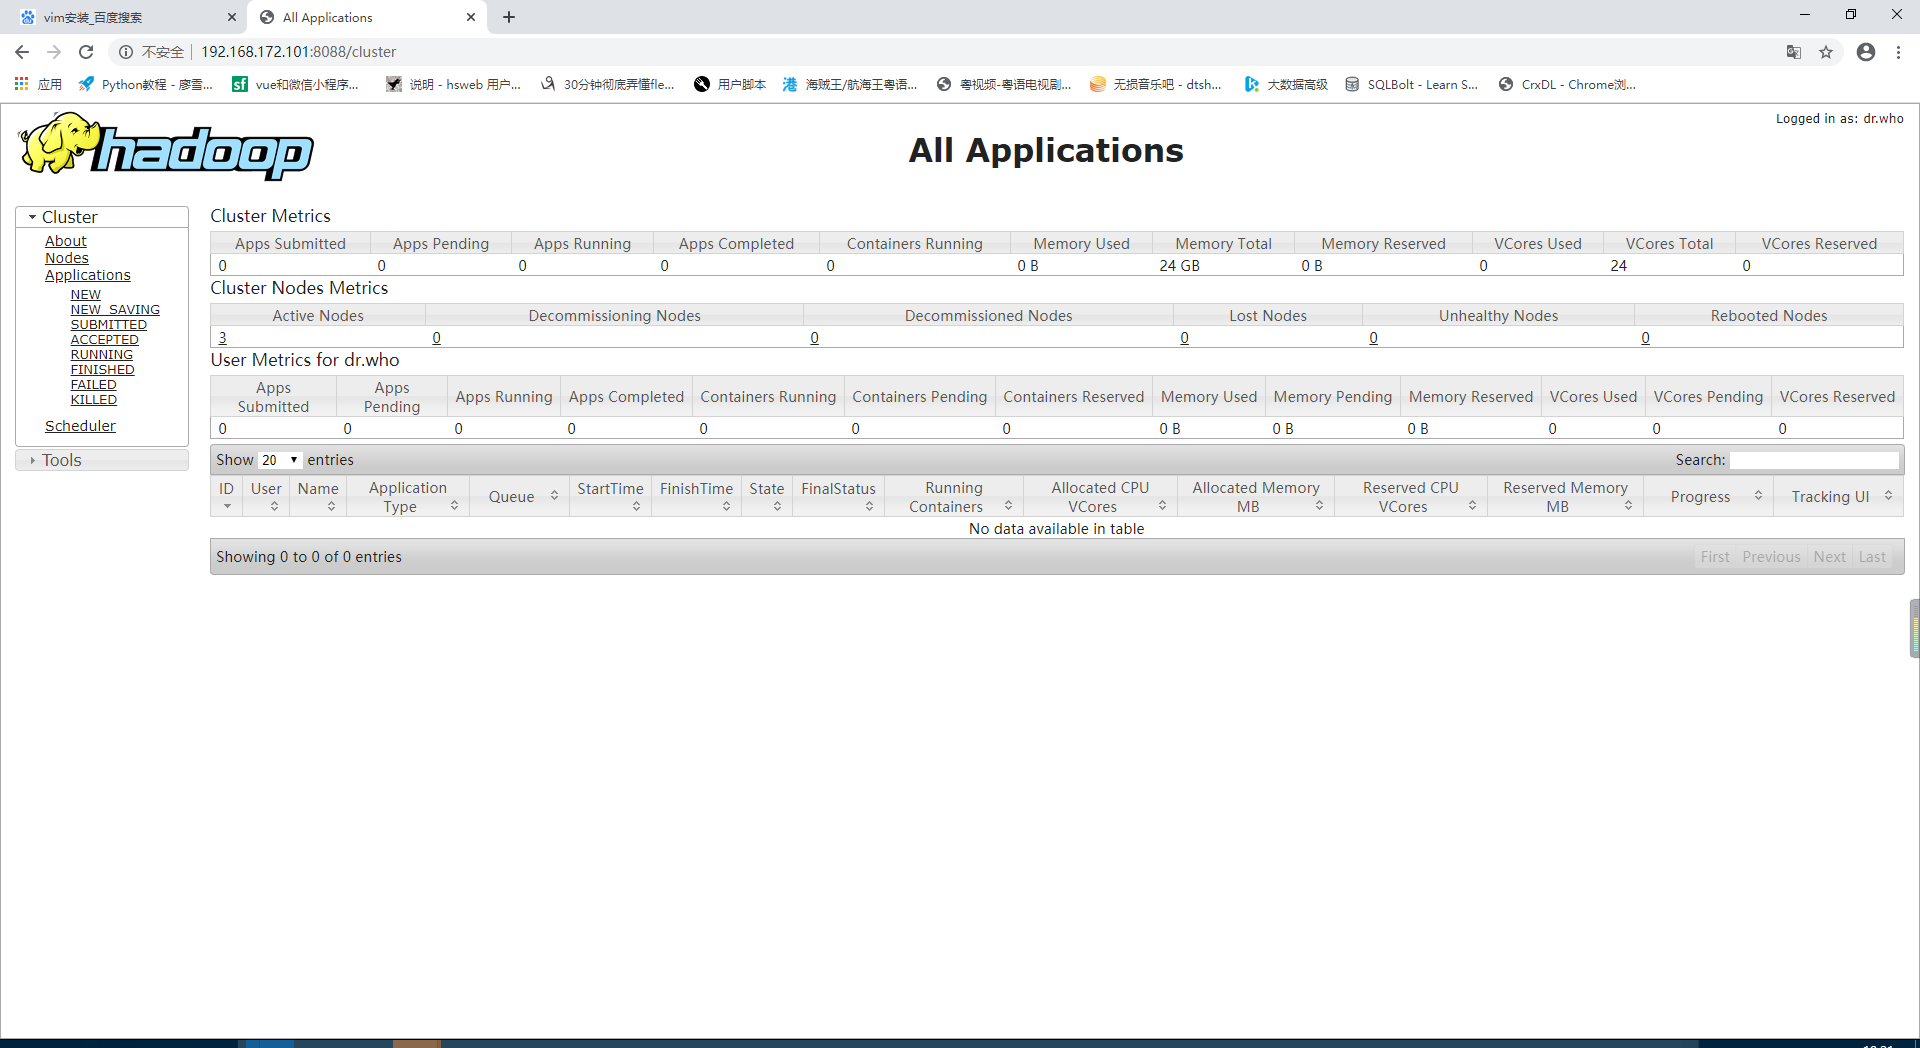 vim安装_百度搜索
All Applications
不安全
192.168.172.101:8088/cluster
应用
Python教程 - 廖雪...
vue和微信小程序...
说明 - hsweb 用户...
30分钟彻底弄懂fle...
用户脚本
海贼王/航海王粤语...
粤视频-粤语电视剧...
无损音乐吧 - dtsh...
大数据高级
SQLBolt - Learn S...
CrxDL - Chrome浏...
hadoop
All Applications
Logged in as: dr.who
Cluster
About
Nodes
Applications
NEW
NEW_SAVING
SUBMITTED
ACCEPTED
RUNNING
FINISHED
FAILED
KILLED
Scheduler
Tools
Cluster Metrics
Apps Submitted Apps Pending Apps Running Apps Completed Containers Running Memory Used Memory Total Memory Reserved VCores Used VCores Total VCores Reserved
0 0 0 0 0 0 B 24 GB 0 B 0 24 0
Cluster Nodes Metrics
Active Nodes Decommissioning Nodes Decommissioned Nodes Lost Nodes Unhealthy Nodes Rebooted Nodes
3 0 0 0 0 0
User Metrics for dr.who
Apps Submitted Apps Pending Apps Running Apps Completed Containers Running Containers Pending Containers Reserved Memory Used Memory Pending Memory Reserved VCores Used VCores Pending VCores Reserved
0 0 0 0 0 0 0 0 B 0 B 0 B 0 0 0
Show 20 entries
Search:
ID User Name Application Type Queue StartTime FinishTime State FinalStatus Running Containers Allocated CPU VCores Allocated Memory MB Reserved CPU VCores Reserved Memory MB Progress Tracking UI
No data available in table
Showing 0 to 0 of 0 entries
First Previous Next Last